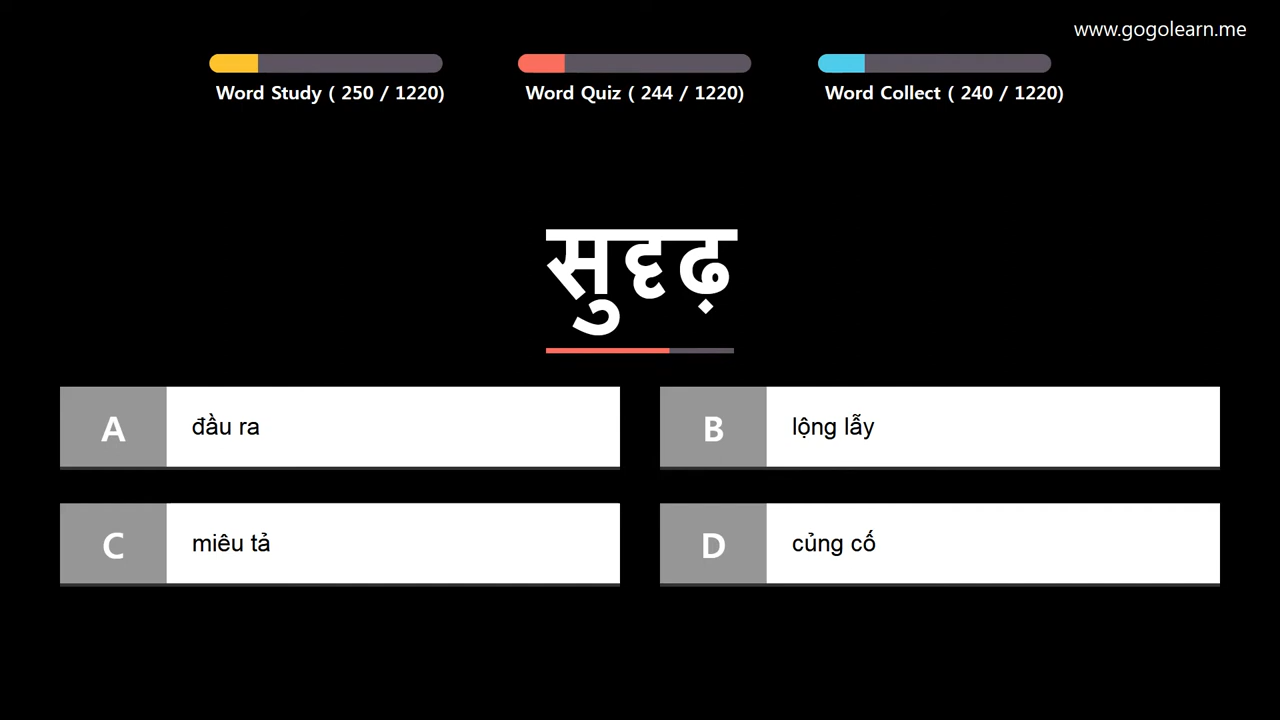 www.gogolearn.me
Word Study ( 250 / 1220)
Word Quiz ( 244 / 1220)
Word Collect ( 240 / 1220)
सुदृढ़
A
đầu ra
B
lộng lẫy
C
miêu tả
D
củng cố